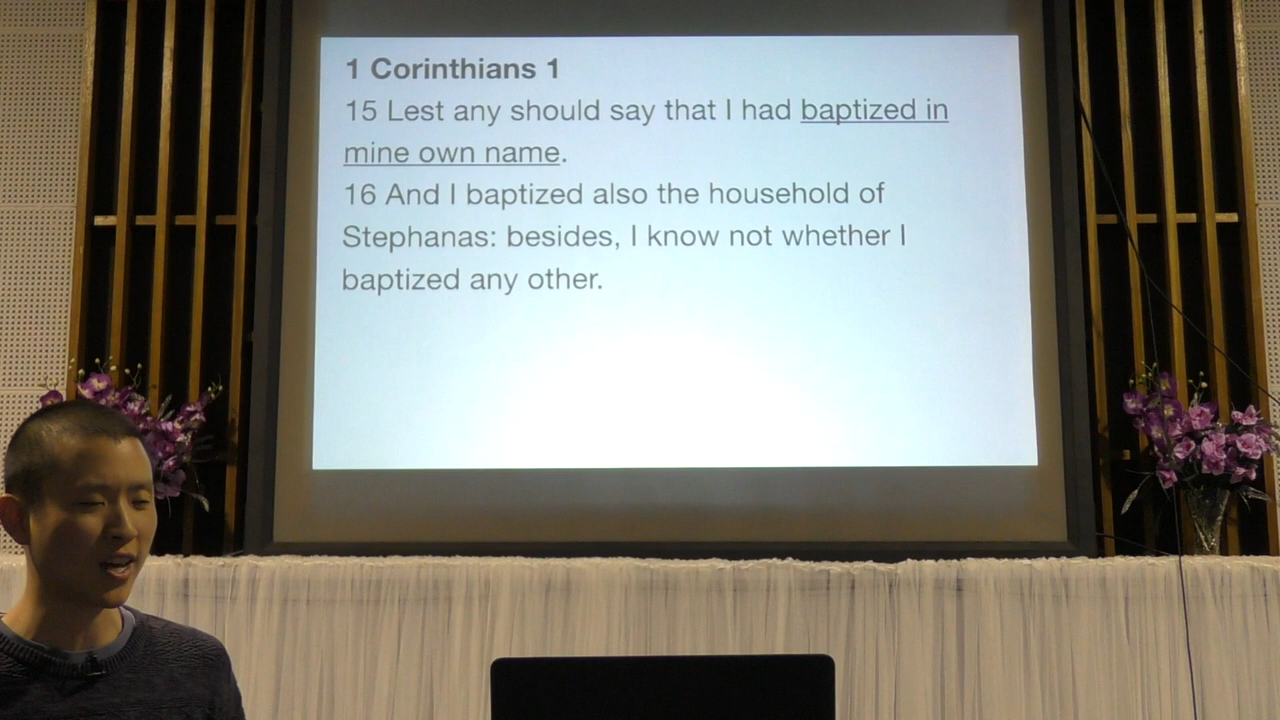 1 Corinthians 1
15 Lest any should say that I had baptized in
mine own name.
16 And I baptized also the household of
Stephanas: besides, I know not whether I
baptized any other.